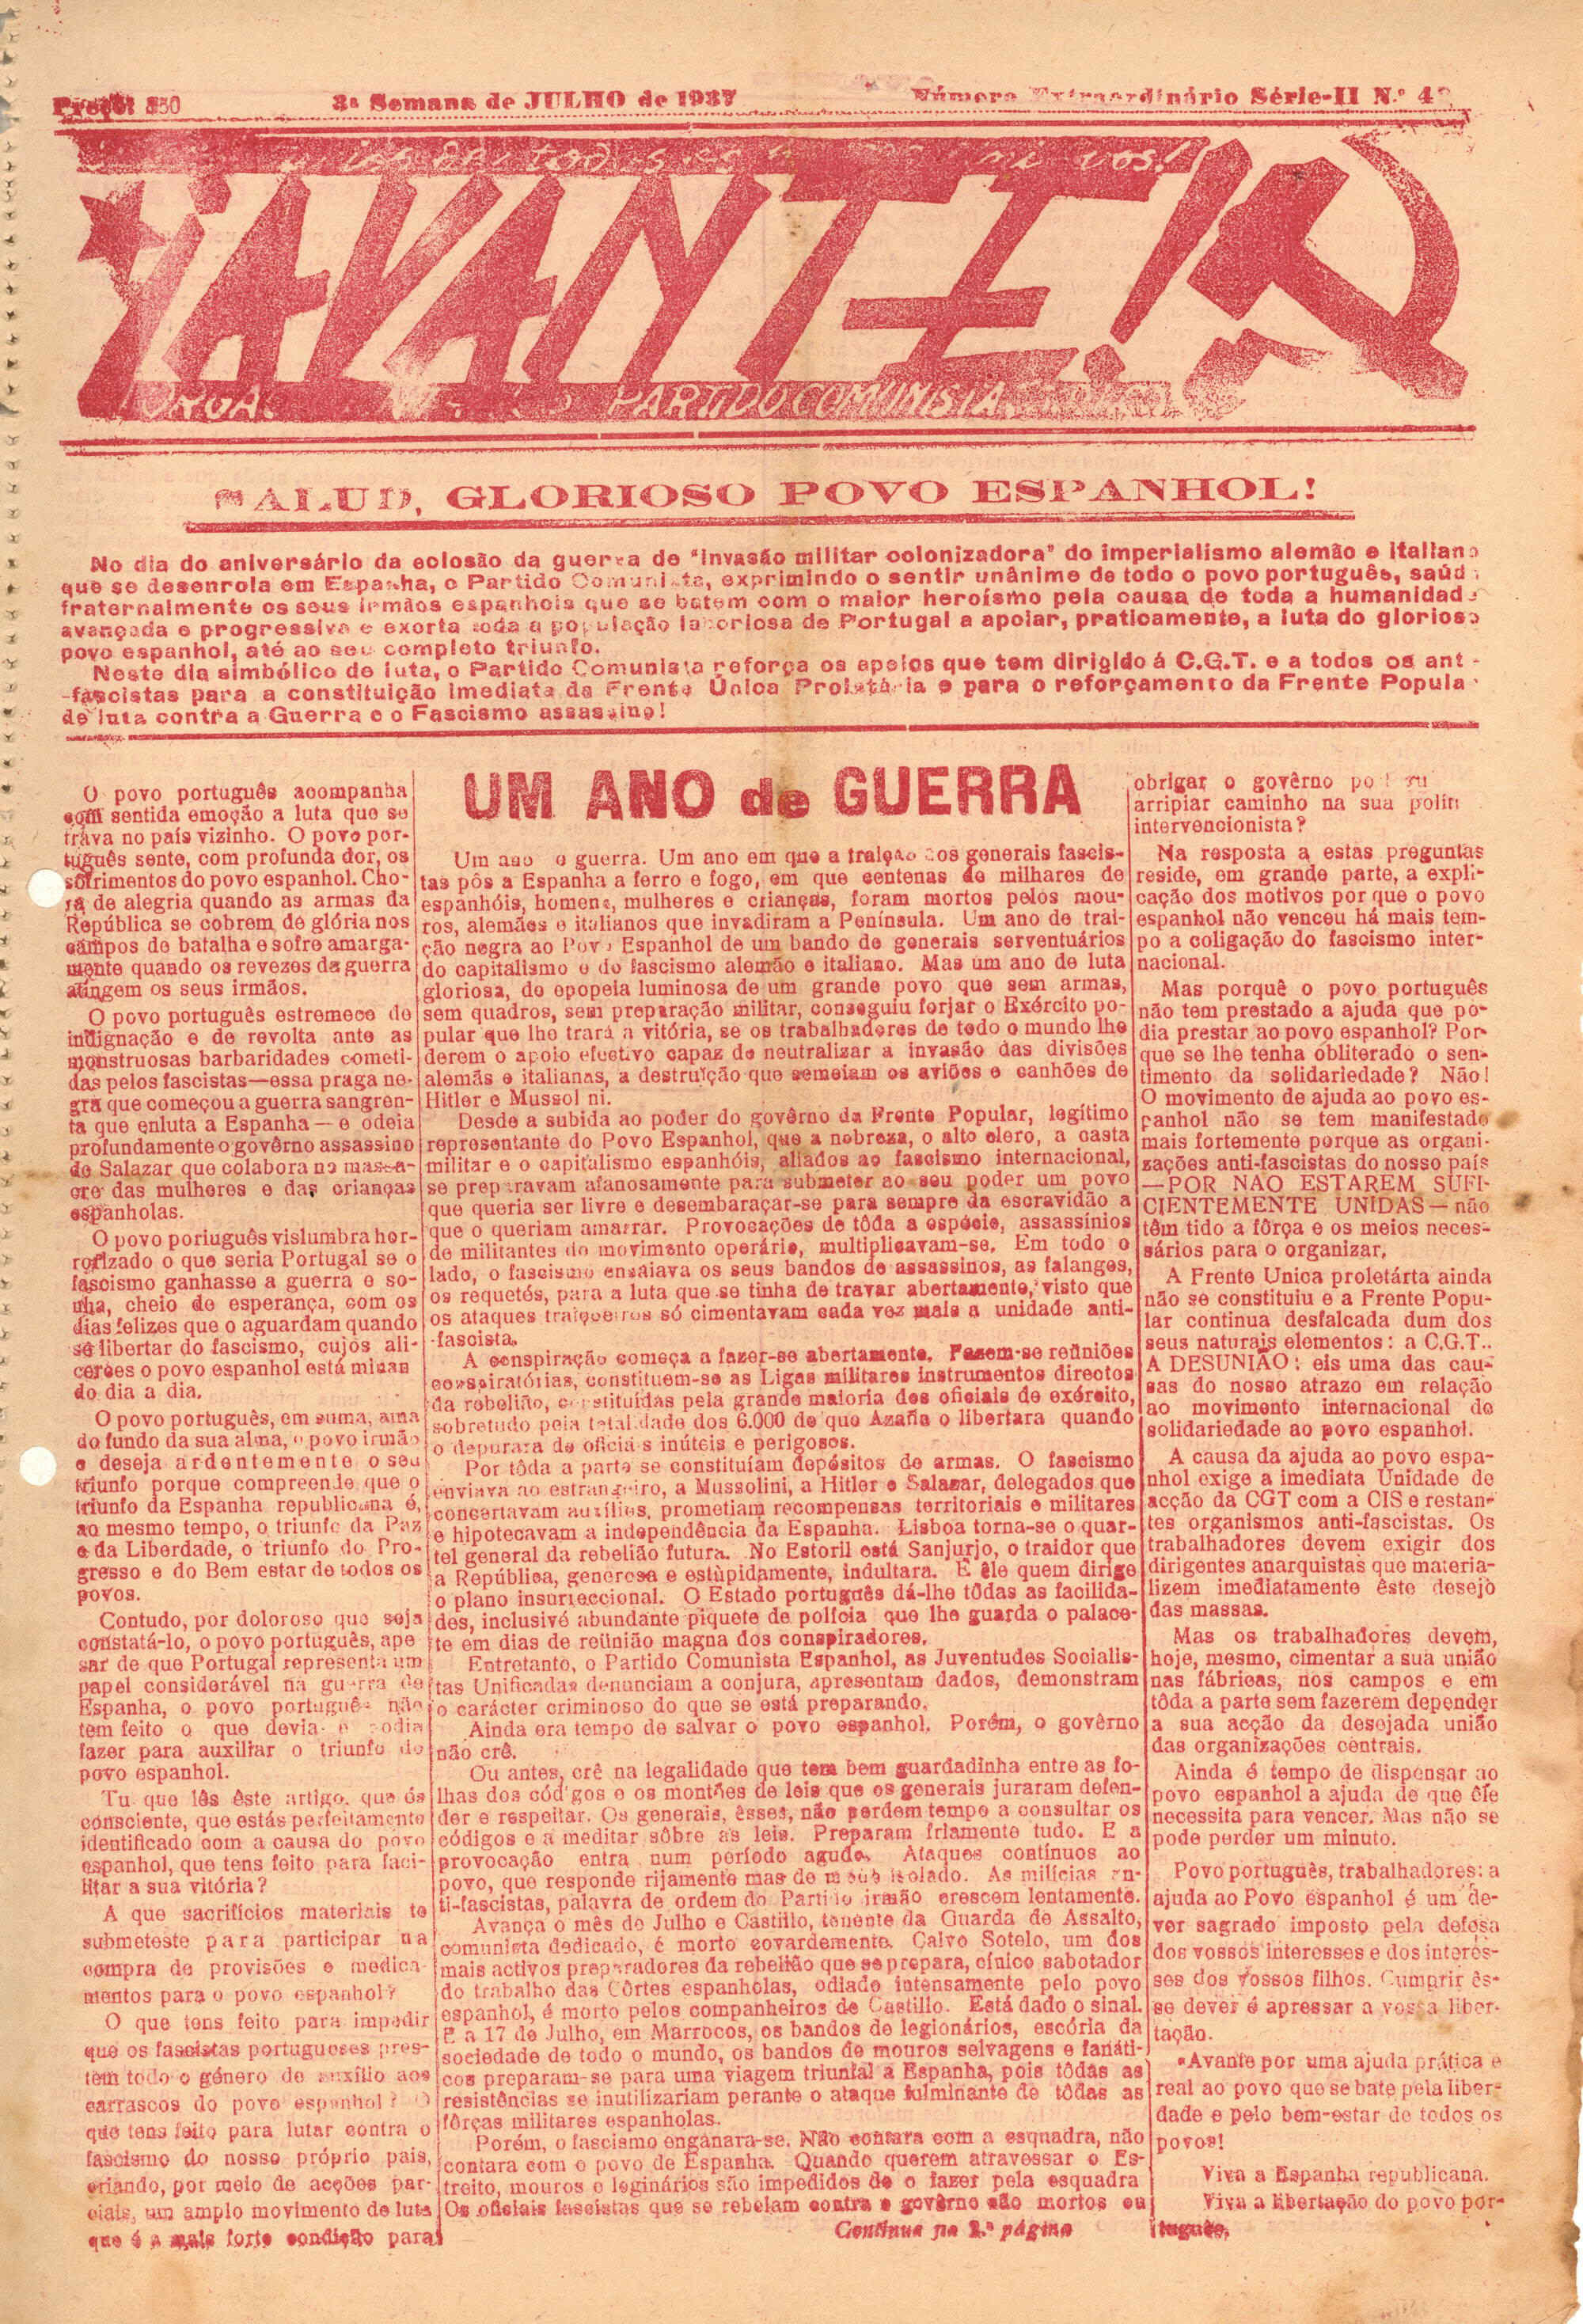 Preço: $50
3ª Semana de JULHO de 1937
Número Extraordinário Série-II N.º 4
AVANTE!
PARTIDO COMUNISTA
SALUD, GLORIOSO POVO ESPANHOL!
No dia do aniversário da eclosão da guerra de "invasão militar colonizadora" do imperialismo alemão e italiano
que se desenrola em Espanha, o Partido Comunista, exprimindo o sentir unânime de todo o povo português, saúda
fraternalmente os seus irmãos espanhois que se batem com o maior heroísmo pela causa de toda a humanidade
avançada e progressiva e exorta toda a população laboriosa de Portugal a apoiar, praticamente, a luta do glorioso
povo espanhol, até ao seu completo triunfo.
Neste dia simbólico de luta, o Partido Comunista reforça os apelos que tem dirigido á C.G.T. e a todos os anti-
-fascistas para a constituição imediata da Frente Única Proletária e para o reforçamento da Frente Popular
de luta contra a Guerra e o Fascismo assassino!
O povo português acompanha
com sentida emoção a luta que se
trava no país vizinho. O povo por-
tuguês sente, com profunda dor, os
sofrimentos do povo espanhol. Cho-
ra de alegria quando as armas da
República se cobrem de glória nos
campos de batalha e sofre amarga-
mente quando os revezes da guerra
atingem os seus irmãos.
O povo português estremece de
indignação e de revolta ante as
monstruosas barbaridades cometi-
das pelos fascistas—essa praga ne-
gra que começou a guerra sangren-
ta que enluta a Espanha—e odeia
profundamente o govêrno assassino
de Salazar que colabora no massa-
cre das mulheres e das crianças
espanholas.
O povo poriuguês vislumbra hor-
rorizado o que seria Portugal se o
fascismo ganhasse a guerra e so-
nha, cheio de esperança, com os
dias felizes que o aguardam quando
se libertar do fascismo, cujos ali-
cerces o povo espanhol está minan
do dia a dia.
O povo português, em suma, ama
do fundo da sua alma, o povo irmão
e deseja ardentemente o seu
triunfo porque compreende que o
triunfo da Espanha republicana é,
ao mesmo tempo, o triunfo da Paz
e da Liberdade, o triunfo do Pro-
gresso e do Bem estar de todos os
povos.
Contudo, por doloroso que seja
constatá-lo, o povo português, ape
sar de que Portugal representa um
papel considerável na guerra de
Espanha, o povo português não
tem feito o que devia e podia
fazer para auxiliar o triunfo do
povo espanhol.
Tu que lês êste artigo, que és
consciente, que estás perfeitamente
identificado com a causa do povo
espanhol, que tens feito para faci-
litar a sua vitória?
A que sacrifícios materiais te
submeteste para participar na
compra de provisões e medica-
mentos para o povo espanhol?
O que tens feito para impedir
que os fascistas portugueses pres-
tem todo o género de auxílio aos
carrascos do povo espanhol? O
que tens feito para lutar contra o
fascismo do nosso próprio pais,
criando, por meio de acções par-
ciais, um amplo movimento de luta
que é a mais forte condição para
UM ANO de GUERRA
Um ano e guerra. Um ano em que a traição dos generais fascis-
tas pôs a Espanha a ferro e fogo, em que centenas de milhares de
espanhóis, homens, mulheres e crianças, foram mortos pelos mou-
ros, alemães e italianos que invadiram a Península. Um ano de trai-
ção negra ao Povo Espanhol de um bando de generais serventuários
do capitalismo e do fascismo alemão e italiano. Mas um ano de luta
gloriosa, de epopeia luminosa de um grande povo que sem armas,
sem quadros, sem preparação militar, conseguiu forjar o Exército po-
pular que lhe trará a vitória, se os trabalhadores de todo o mundo lhe
derem o apoio efectivo capaz de neutralizar a invasão das divisões
alemãs e italianas, a destruïção que semeiam os aviões e canhões de
Hitler e Mussol ni.
Desde a subida ao poder do govêrno da Frente Popular, legítimo
representante do Povo Espanhol, que a nobreza, o alto clero, a casta
militar e o capitalismo espanhóis, aliados ao fascismo internacional,
se preparavam afanosamente para submeter ao seu poder um povo
que queria ser livre e desembaraçar-se para sempre da escravidão a
que o queriam amarrar. Provocações de tôda a espécie, assassínios
de militantes do movimento operário, multiplicavam-se. Em todo o
lado, o fascismo ensaiava os seus bandos de assassinos, as falanges,
os requetés, para a luta que se tinha de travar abertamente, visto que
os ataques traiçoeiros só cimentavam cada vez mais a unidade anti-
-fascista.
A conspiração começa a fazer-se abertamente. Fazem-se reüniões
conspiratórias, constituem-se as Ligas militares instrumentos directos
da rebelião, constituídas pela grande maioria dos oficiais de exército,
sobretudo pela totalidade dos 6.000 de que Azaña o libertara quando
o depurara de oficia s inúteis e perigosos.
Por tôda a parte se constituíam depósitos de armas. O fascismo
enviava ao estrangeiro, a Mussolini, a Hitler e Salazar, delegados que
concertavam auxílios, prometiam recompensas territoriais e militares
e hipotecavam a independência da Espanha. Lisboa torna-se o quar-
tel general da rebelião futura. No Estoril está Sanjurjo, o traidor que
a República, generosa e estùpidamente, indultara. E êle quem dirige
o plano insurreccional. O Estado português dá-lhe tôdas as facilida-
des, inclusivé abundante piquete de polícia que lhe guarda o palace-
te em dias de reünião magna dos conspiradores.
Entretanto, o Partido Comunista Espanhol, as Juventudes Socialis-
tas Unificadas denunciam a conjura, apresentam dados, demonstram
o carácter criminoso do que se está preparando.
Ainda era tempo de salvar o povo espanhol. Porém, o govêrno
não crê.
Ou antes, crê na legalidade que tem bem guardadinha entre as fo-
lhas dos cód'gos e os montões de leis que os generais juraram defen-
der e respeitar. Os generais, êsses, não perdem tempo a consultar os
códigos e a meditar sôbre as leis. Preparam friamente tudo. E a
provocação entra num período agudo. Ataques contínuos ao
povo, que responde rijamente mas de modo isolado. As milícias an-
ti-fascistas, palavra de ordem do Partido irmão crescem lentamente.
Avança o mês de Julho e Castillo, tenente da Guarda de Assalto,
comunista dedicado, é morto covardemente. Calvo Sotelo, um dos
mais activos preparadores da rebelião que se prepara, cínico sabotador
do trabalho das Côrtes espanholas, odiado intensamente pelo povo
espanhol, é morto pelos companheiros de Castillo. Está dado o sinal.
E a 17 de Julho, em Marrocos, os bandos de legionários, escória da
sociedade de todo o mundo, os bandos de mouros selvagens e fanáti-
cos preparam-se para uma viagem triunfal a Espanha, pois tôdas as
resistências se inutilizariam perante o ataque fulminante de tôdas as
fôrças militares espanholas.
Porém, o fascismo enganara-se. Não contara com a esquadra, não
contara com o povo de Espanha. Quando querem atravessar o Es-
treito, mouros e leginários são impedidos de o fazer pela esquadra
Os oficiais fascistas que se rebelam contra o govêrno são mortos ou
Continua na 2.ª página
obrigar o govêrno
arripiar caminho na sua
intervencionista?
Na resposta a estas preguntas
reside, em grande parte, a expli-
cação dos motivos por que o povo
espanhol não venceu há mais tem-
po a coligação do fascismo inter-
nacional.
Mas porquê o povo português
não tem prestado a ajuda que po-
dia prestar ao povo espanhol? Por-
que se lhe tenha obliterado o sen-
timento da solidariedade? Não!
O movimento de ajuda ao povo es-
panhol não se tem manifestado
mais fortemente porque as organi-
zações anti-fascistas do nosso país
—POR NAO ESTAREM SUFI-
CIENTEMENTE UNIDAS—não
têm tido a fôrça e os meios neces-
sários para o organizar.
A Frente Unica proletárta ainda
não se constituiu e a Frente Popu-
lar continua desfalcada dum dos
seus naturais elementos: a C.G.T..
A DESUNIÃO: eis uma das cau-
sas do nosso atrazo em relação
ao movimento internacional de
solidariedade ao povo espanhol.
A causa da ajuda ao povo espa-
nhol exige a imediata Unidade de
acção da CGT com a CIS e restan-
tes organismos anti-fascistas. Os
trabalhadores devem exigir dos
dirigentes anarquistas que materia-
lizem imediatamente êste desejo
das massas.
Mas os trabalhadores devem,
hoje, mesmo, cimentar a sua união
nas fábricas, nos campos e em
tôda a parte sem fazerem depender
a sua acção da desejada união
das organizações centrais.
Ainda é tempo de dispensar ao
povo espanhol a ajuda de que êle
necessita para vencer. Mas não se
pode perder um minuto.
Povo português, trabalhadores: a
ajuda ao Povo espanhol é um de-
ver sagrado imposto pela defesa
dos vossos interesses e dos interes-
ses dos vossos filhos. Cumprir ês-
se dever é apressar a vossa liber-
tação.
Avante por uma ajuda prática e
real ao povo que se bate pela liber-
dade e pelo bem-estar de todos os
povos!
Viva a Espanha republicana.
Viva a libertação do povo por-
tuguês.